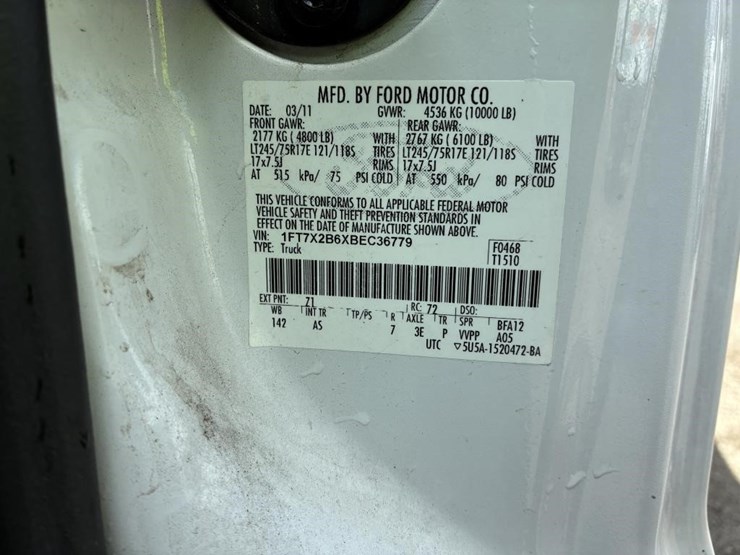 MFD. BY FORD MOTOR CO.
DATE: 03/11 GVWR: 4536 KG (10000 LB)
FRONT GAWR: REAR GAWR:
2177 KG (4800 LB) WITH 2767 KG (6100 LB) WITH
LT245/75R17E 121/118S TIRES LT245/75R17E 121/118S TIRES
17x7.5J RIMS 17x7.5J RIMS
AT 515 kPa/ 75 PSI COLD AT 550 kPa/ 80 PSI COLD
THIS VEHICLE CONFORMS TO ALL APPLICABLE FEDERAL MOTOR
VEHICLE SAFETY AND THEFT PREVENTION STANDARDS IN
EFFECT ON THE DATE OF MANUFACTURE SHOWN ABOVE.
VIN: 1FT7X2B6XBEC36779 F0468
TYPE: Truck T1510
EXT PNT: 71 RC: 72 DSO:
WB INT TR TP/PS R AXLE TR SPR BFA12
142 AS 7 3E P VVPP A05
UTC ▽5U5A-1520472-BA